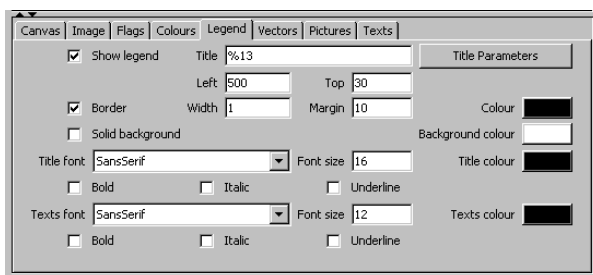 Canvas Image Flags Colours Legend Vectors Pictures Texts
Show legend Title %13 Title Parameters
Left 500 Top 30
Border Width 1 Margin 10 Colour
Solid background Background colour
Title font SansSerif Font size 16 Title colour
Bold Italic Underline
Texts font SansSerif Font size 12 Texts colour
Bold Italic Underline